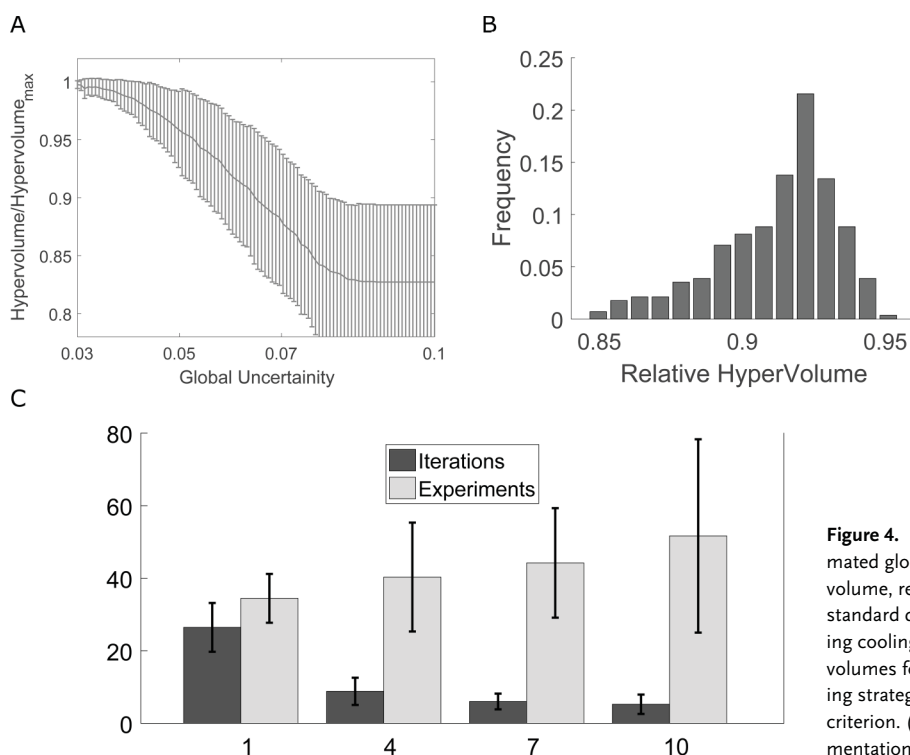 A
Hypervolume/Hypervolume_max
1
0.95
0.9
0.85
0.8
0.03
0.05
0.07
0.1
Global Uncertainity
B
Frequency
0.25
0.2
0.15
0.1
0.05
0
0.85
0.9
0.95
Relative HyperVolume
C
80
60
40
20
0
Iterations
Experiments
1
4
7
10
Figure 4.
mated glo
volume, re
standard d
ing cooling
volumes fo
ing strateg
criterion. (
mentation